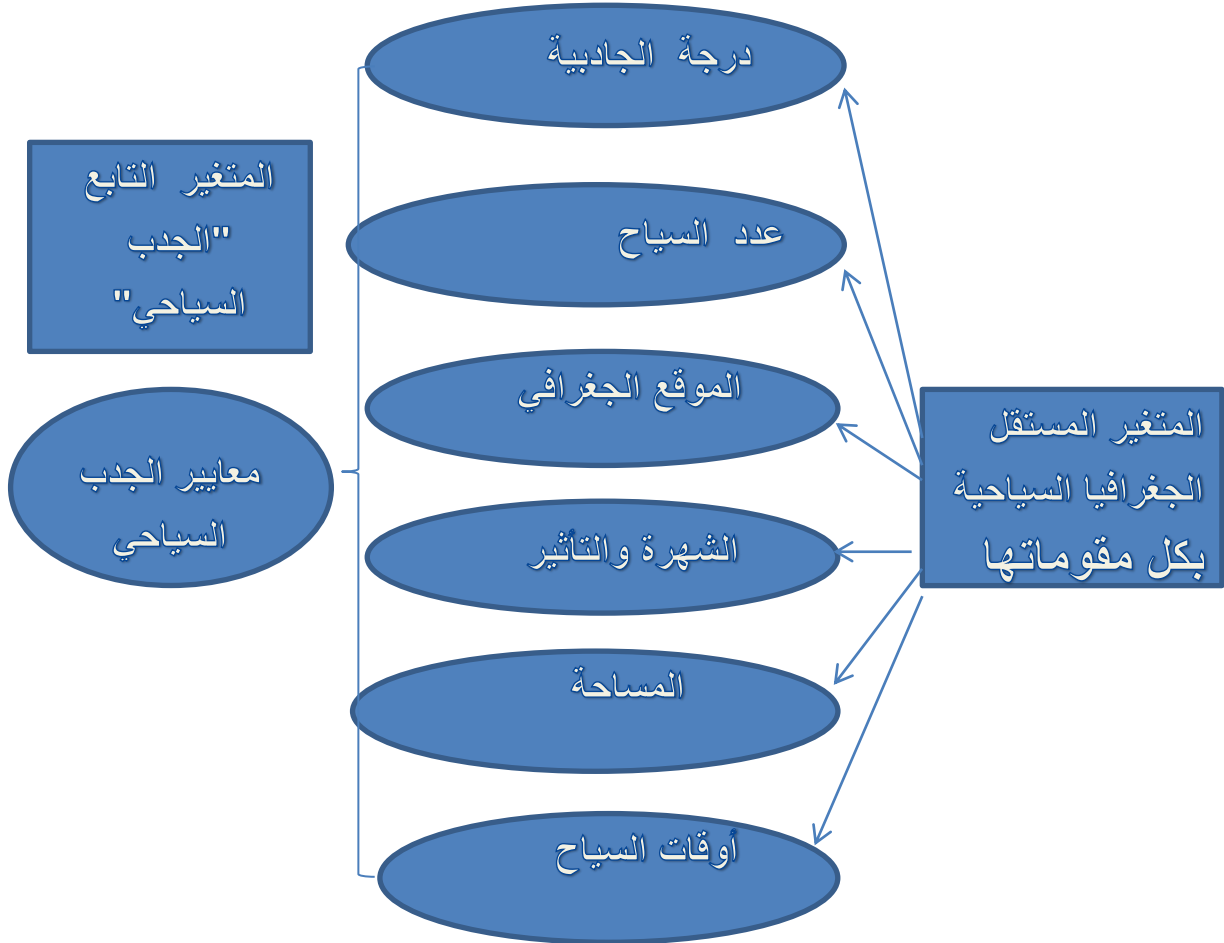 درجة الجادبية
المتغير التابع
"الجدب
السياحي"
عدد السياح
الموقع الجغرافي
المتغير المستقل
الجغرافيا السياحية
بكل مقوماتها
معايير الجدب
السياحي
الشهرة والتأثير
المساحة
أوقات السياح